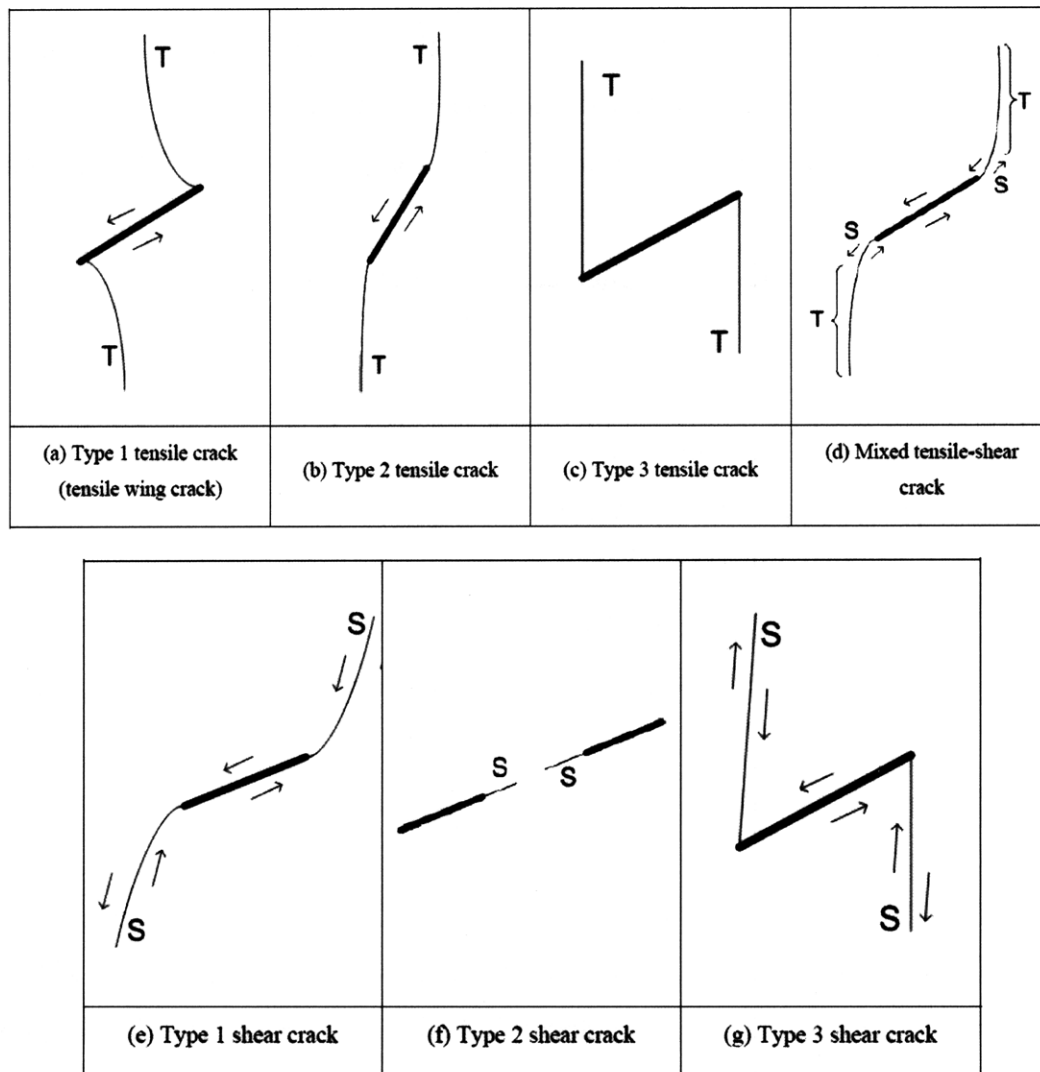 T
T
T
T
T
T
T
S
S
T
(a) Type 1 tensile crack
(tensile wing crack)
(b) Type 2 tensile crack
(c) Type 3 tensile crack
(d) Mixed tensile-shear
crack
S
S
S
S
S
S
(e) Type 1 shear crack
(f) Type 2 shear crack
(g) Type 3 shear crack